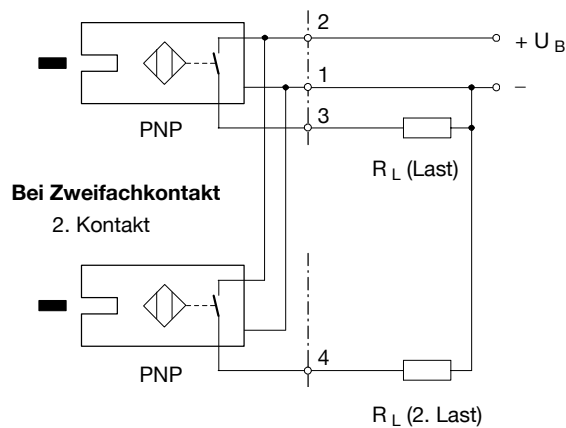 2
+ U B
1
–
3
PNP
R L (Last)
Bei Zweifachkontakt
2. Kontakt
4
PNP
R L (2. Last)